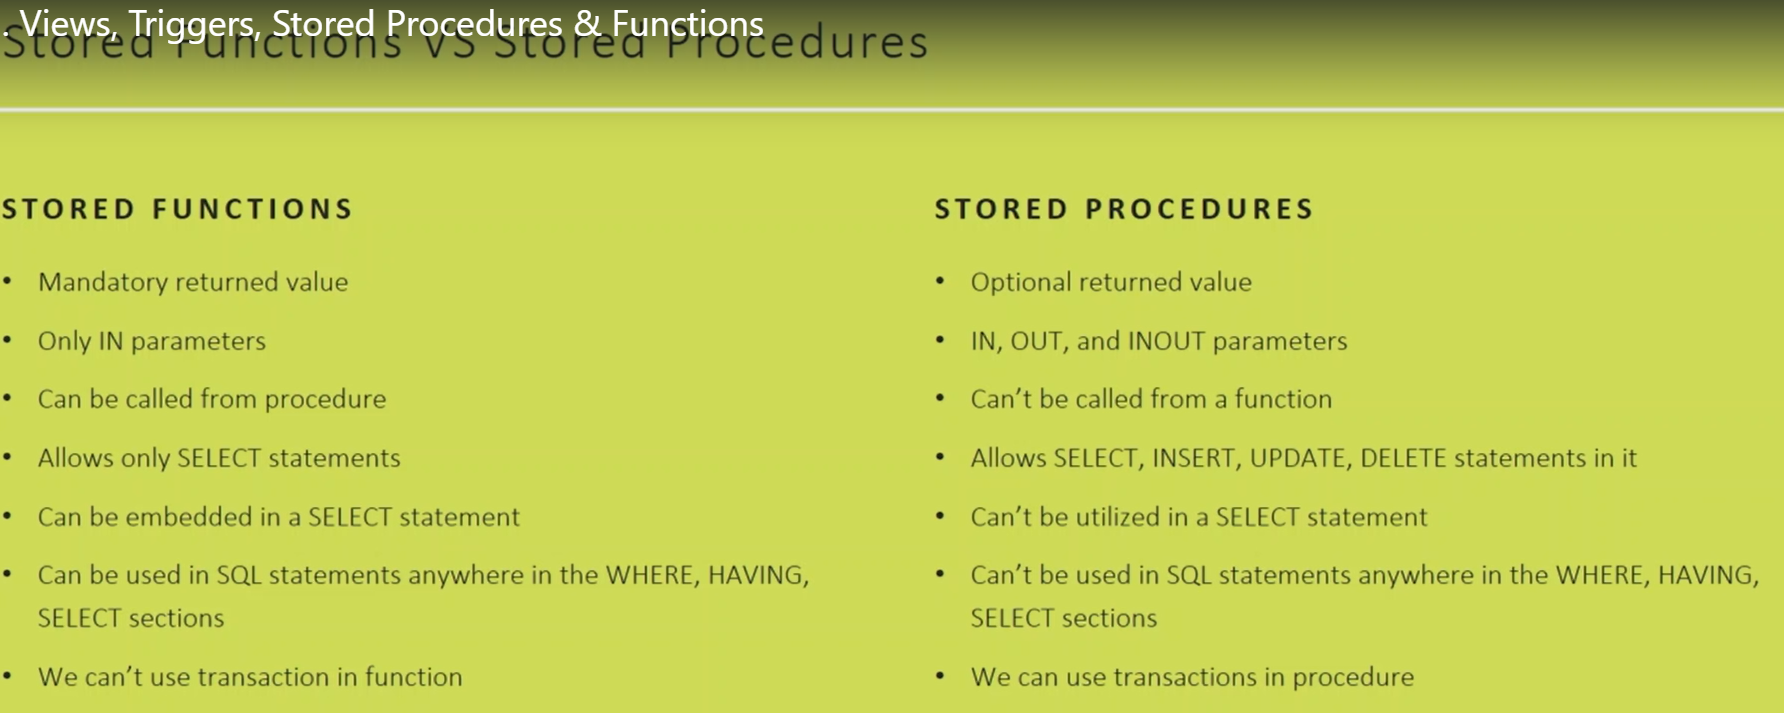 . Views, Triggers, Stored Procedures & Functions
Stored Functions VS Stored Procedures
STORED FUNCTIONS
• Mandatory returned value
• Only IN parameters
• Can be called from procedure
• Allows only SELECT statements
• Can be embedded in a SELECT statement
• Can be used in SQL statements anywhere in the WHERE, HAVING,
SELECT sections
• We can’t use transaction in function
STORED PROCEDURES
• Optional returned value
• IN, OUT, and INOUT parameters
• Can’t be called from a function
• Allows SELECT, INSERT, UPDATE, DELETE statements in it
• Can’t be utilized in a SELECT statement
• Can’t be used in SQL statements anywhere in the WHERE, HAVING,
SELECT sections
• We can use transactions in procedure